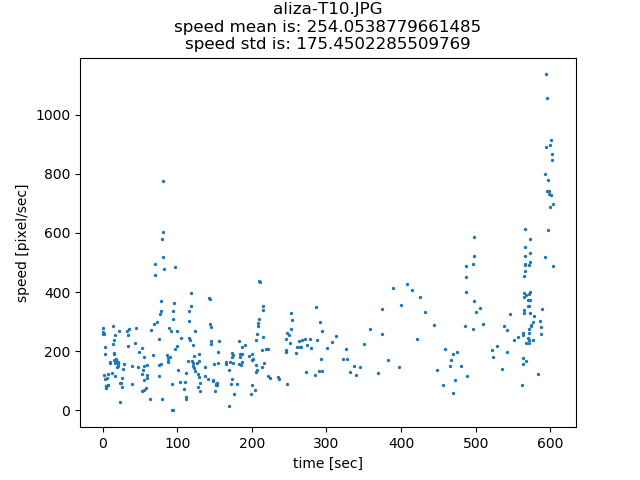 aliza-T10.JPG
speed mean is: 254.0538779661485
speed std is: 175.4502285509769
1000
800
600
400
200
0
speed [pixel/sec]
0 100 200 300 400 500 600
time [sec]